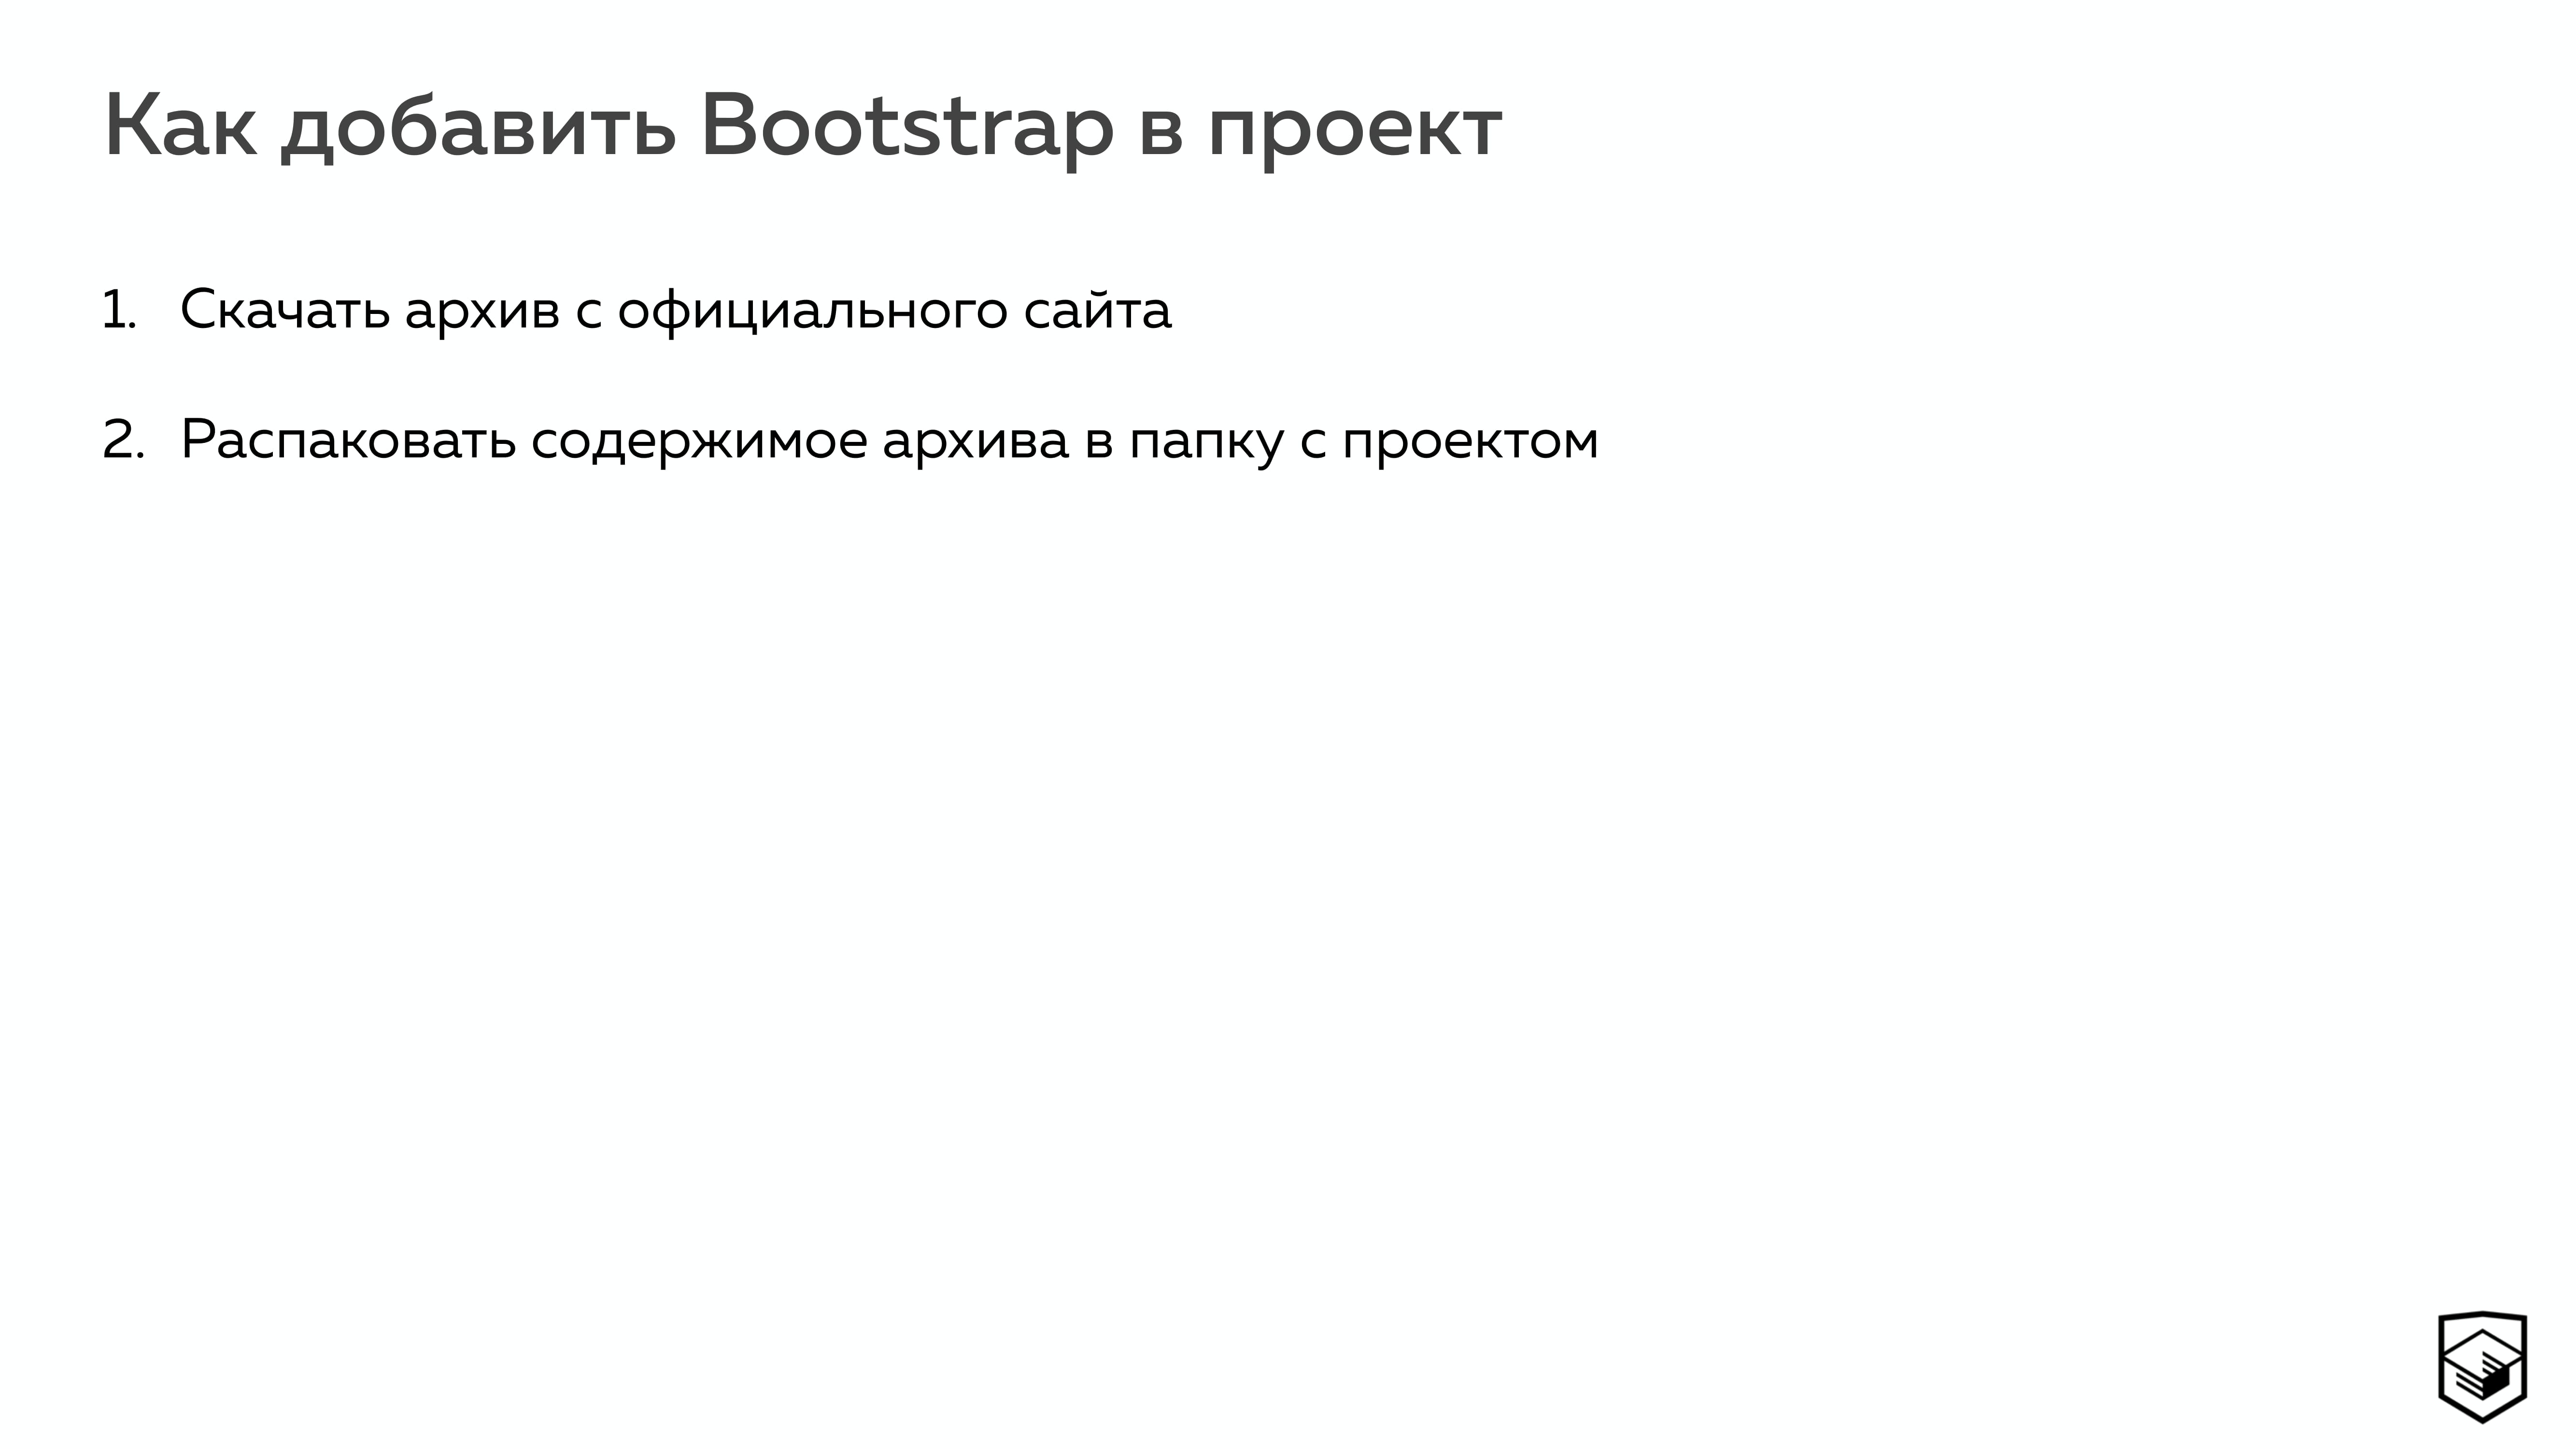 Как добавить Bootstrap в проект
1. Скачать архив с официального сайта
2. Распаковать содержимое архива в папку с проектом